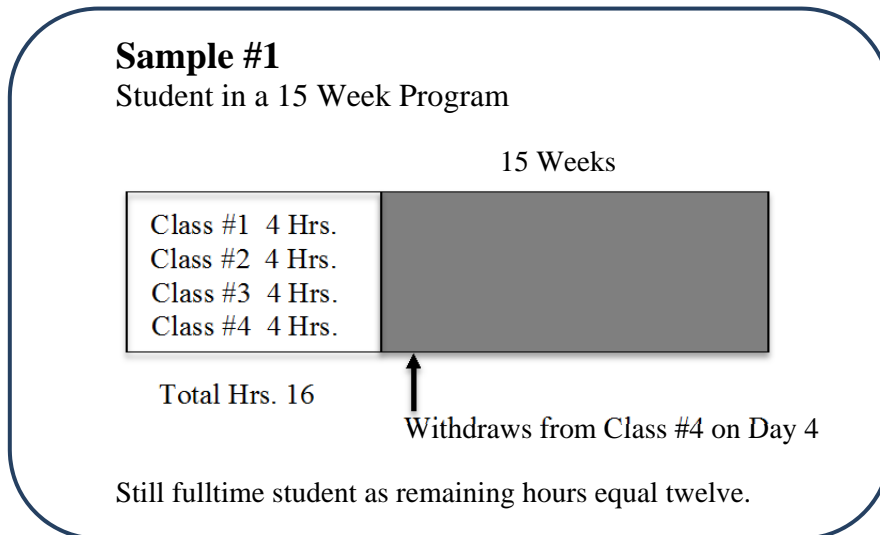 Sample #1
Student in a 15 Week Program
15 Weeks
Class #1 4 Hrs.
Class #2 4 Hrs.
Class #3 4 Hrs.
Class #4 4 Hrs.
Total Hrs. 16
Withdraws from Class #4 on Day 4
Still fulltime student as remaining hours equal twelve.